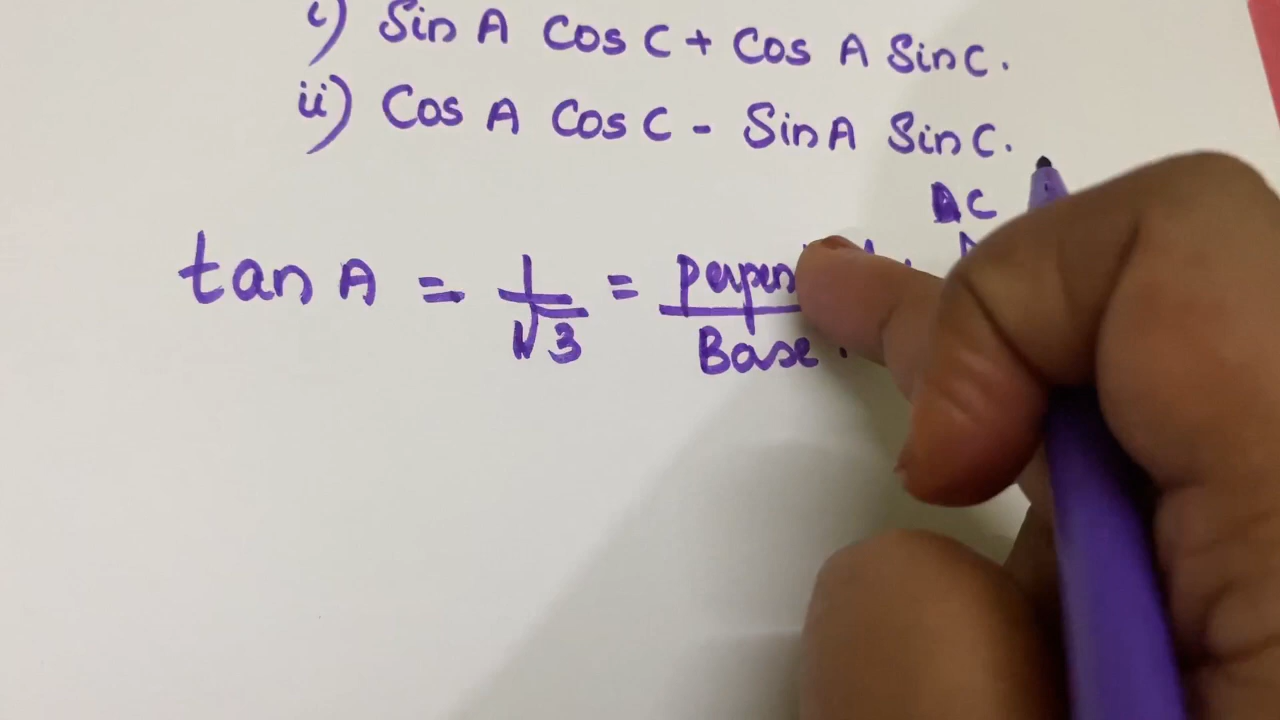 i) Sin A Cos C + Cos A Sin C.
ii) Cos A Cos C - Sin A Sin C.
C
tan A = 1/√3 = perpen / Base.